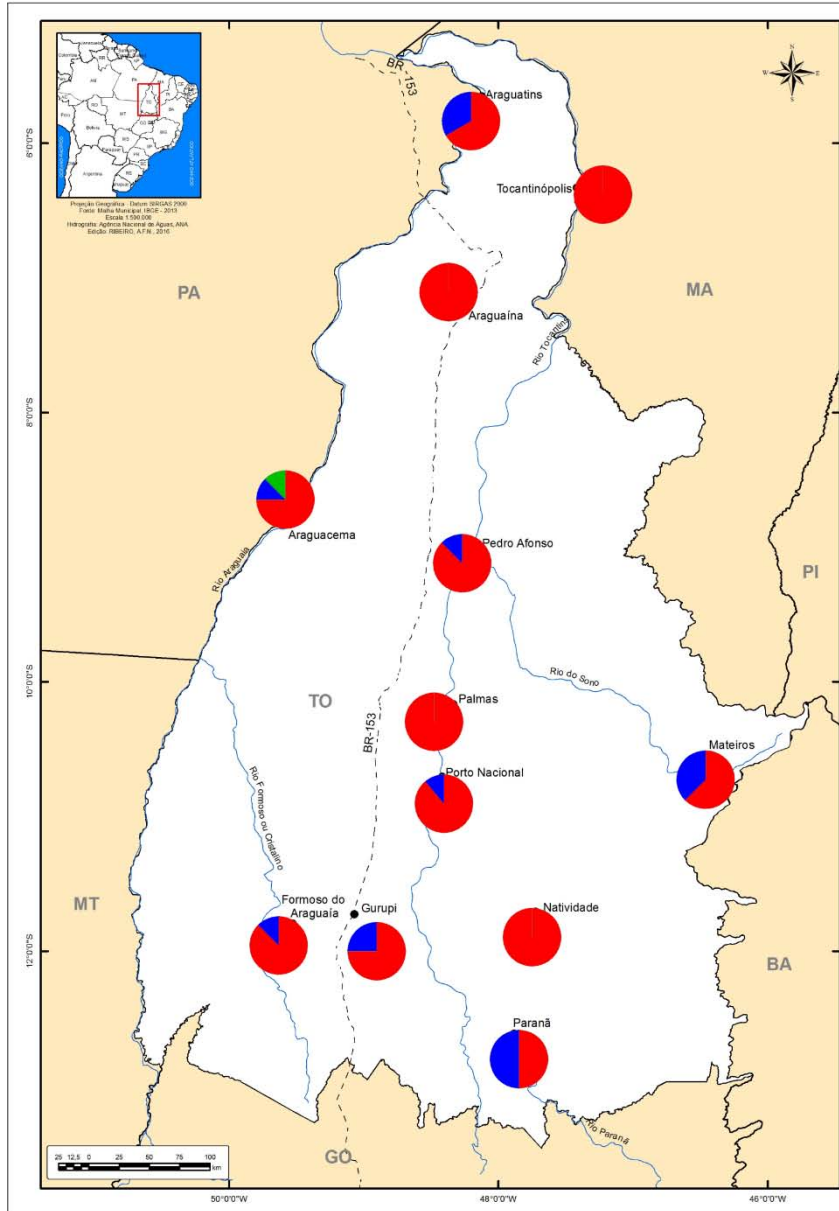 Projeção Geográfica - Datum SIRGAS 2000
Fonte: Malha Municipal, IBGE - 2013
Escala 1:500.000
Hidrografia: Agência Nacional de Águas, ANA.
Edição: RIBEIRO, A.F.N., 2016
N
W
E
S
BR - 153
Araguatins
6°0'0"S
Tocantinópolis
PA
MA
Araguaína
Rio Tocantins
8°0'0"S
Araguacema
Rio Araguaia
Pedro Afonso
PI
Rio do Sono
10°0'0"S
TO
BR-153
Palmas
Mateiros
Porto Nacional
Rio Formoso ou Cristalino
MT
Formoso do
Araguaía
Gurupi
Natividade
12°0'0"S
BA
Paranã
Rio Paranã
GO
25 12,5 0 25 50 75 100
km
50°0'0"W
48°0'0"W
46°0'0"W